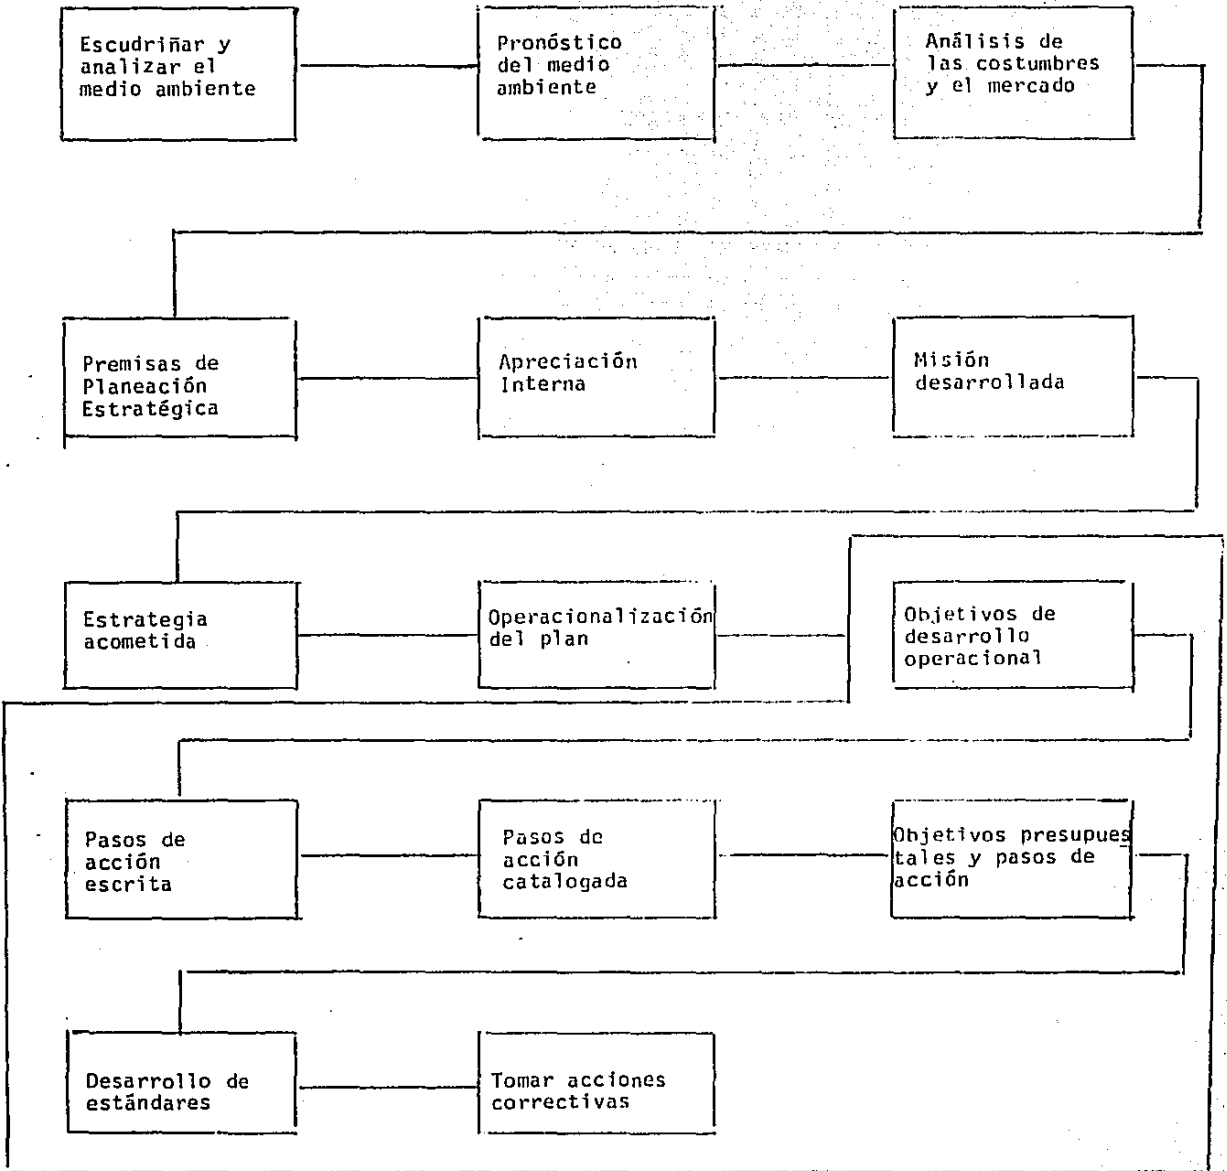 Escudriñar y
analizar el
medio ambiente
Pronóstico
del medio
ambiente
Análisis de
las costumbres
y el mercado
Premisas de
Planeación
Estratégica
Apreciación
Interna
Misión
desarrollada
Estrategia
acometida
Operacionalización
del plan
Objetivos de
desarrollo
operacional
Pasos de
acción
escrita
Pasos de
acción
catalogada
Objetivos presupues
tales y pasos de
acción
Desarrollo de
estándares
Tomar acciones
correctivas